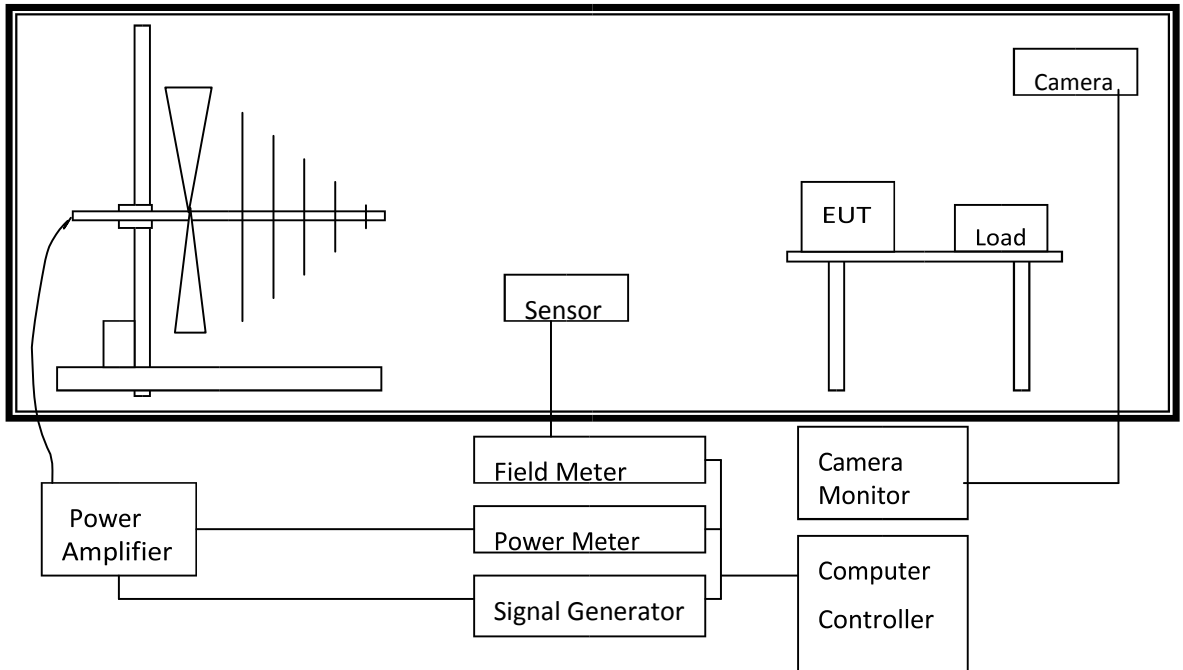 Camera
EUT
Load
Sensor
Field Meter
Camera
Monitor
Power
Amplifier
Power Meter
Computer
Controller
Signal Generator